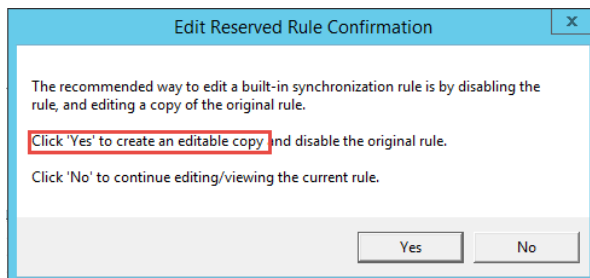 Edit Reserved Rule Confirmation
x
The recommended way to edit a built-in synchronization rule is by disabling the
rule, and editing a copy of the original rule.
Click 'Yes' to create an editable copy and disable the original rule.
Click 'No' to continue editing/viewing the current rule.
Yes
No